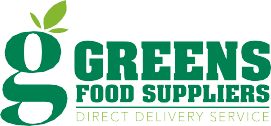 g GREENS
FOOD SUPPLIERS
DIRECT DELIVERY SERVICE